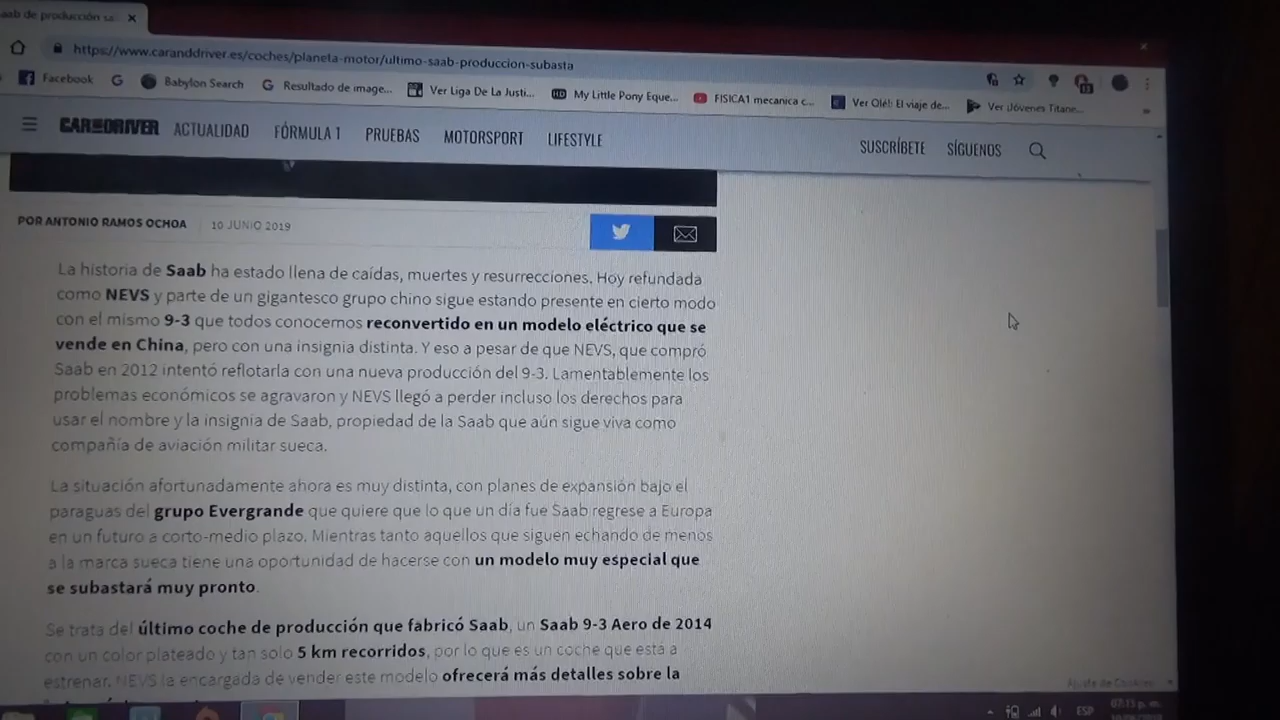 aab de producción sa
https://www.caranddriver.es/coches/planeta-motor/ultimo-saab-produccion-subasta
Facebook Babylon Search Resultado de image... Ver Liga De La Justi... My Little Pony Eque... FISICA1 mecanica c... Ver Olé!: El viaje de... Ver Jóvenes Titane...
CAR AND DRIVER ACTUALIDAD FÓRMULA 1 PRUEBAS MOTORSPORT LIFESTYLE SUSCRÍBETE SÍGUENOS
POR ANTONIO RAMOS OCHOA 10 JUNIO 2019
La historia de Saab ha estado llena de caídas, muertes y resurrecciones. Hoy refundada
como NEVS y parte de un gigantesco grupo chino sigue estando presente en cierto modo
con el mismo 9-3 que todos conocemos reconvertido en un modelo eléctrico que se
vende en China, pero con una insignia distinta. Y eso a pesar de que NEVS, que compró
Saab en 2012 intentó reflotarla con una nueva producción del 9-3. Lamentablemente los
problemas económicos se agravaron y NEVS llegó a perder incluso los derechos para
usar el nombre y la insignia de Saab, propiedad de la Saab que aún sigue viva como
compañía de aviación militar sueca.
La situación afortunadamente ahora es muy distinta, con planes de expansión bajo el
paraguas del grupo Evergrande que quiere que lo que un día fue Saab regrese a Europa
en un futuro a corto-medio plazo. Mientras tanto aquellos que siguen echando de menos
a la marca sueca tiene una oportunidad de hacerse con un modelo muy especial que
se subastará muy pronto.
Se trata del último coche de producción que fabricó Saab, un Saab 9-3 Aero de 2014
con un color plateado y tan solo 5 km recorridos, por lo que es un coche que está a
estrenar. NEVS la encargada de vender este modelo ofrecerá más detalles sobre la
Ajuste de Cookies
ESP 07:15 p. m.